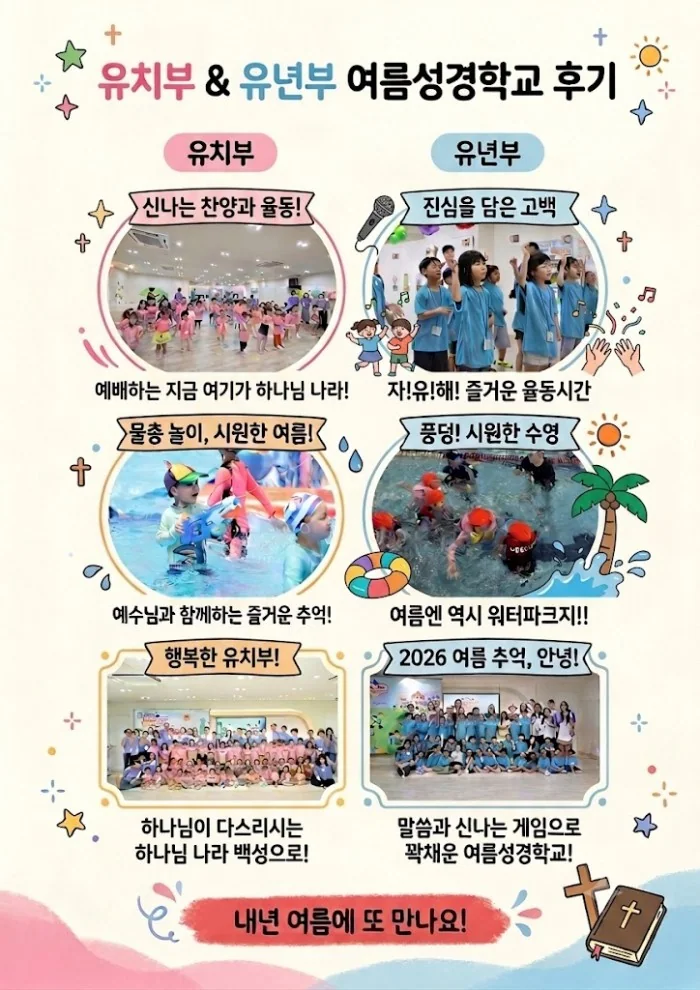 유치부 & 유년부 여름성경학교 후기
유치부
유년부
신나는 찬양과 율동!
진심을 담은 고백
예배하는 지금 여기가 하나님 나라!
자!유!해! 즐거운 율동시간
물총 놀이, 시원한 여름!
풍덩! 시원한 수영
예수님과 함께하는 즐거운 추억!
여름엔 역시 워터파크지!!
행복한 유치부!
2026 여름 추억, 안녕!
하나님이 다스리시는
하나님 나라 백성으로!
말씀과 신나는 게임으로
꽉채운 여름성경학교!
내년 여름에 또 만나요!